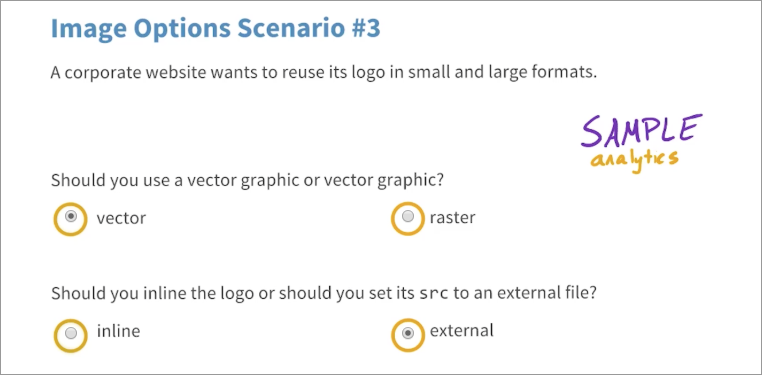 Image Options Scenario #3
A corporate website wants to reuse its logo in small and large formats.
SAMPLE
analytics
Should you use a vector graphic or vector graphic?
vector raster
Should you inline the logo or should you set its src to an external file?
inline external